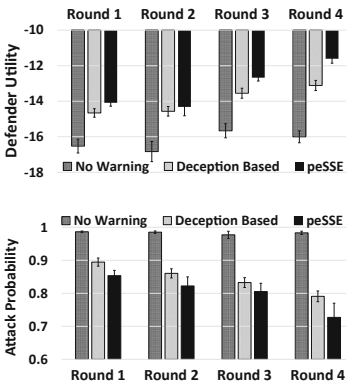 Round 1 Round 2 Round 3 Round 4
-10
-12
-14
-16
-18
Defender Utility
No Warning Deception Based peSSE
No Warning Deception Based peSSE
1
0.9
0.8
0.7
0.6
Attack Probability
Round 1 Round 2 Round 3 Round 4